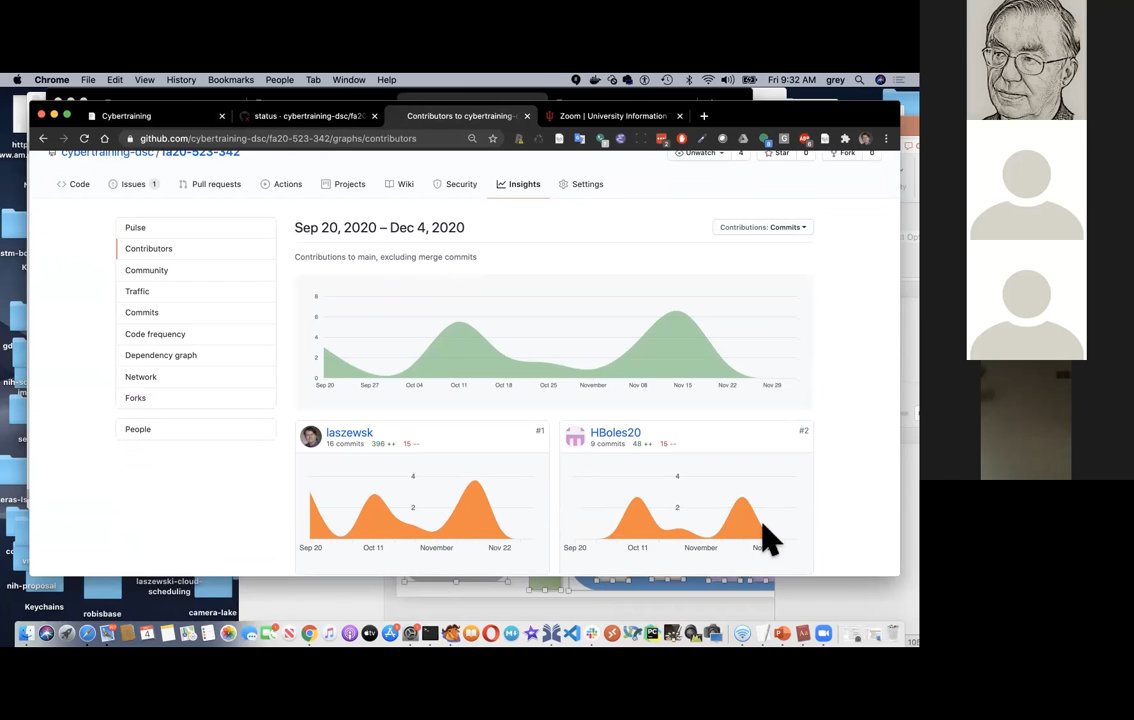 Chrome File Edit View History Bookmarks People Tab Window Help Fri 9:32 AM grey
Cybertraining
status · cybertraining-dsc/fa20
Contributors to cybertraining-
Zoom | University Information
github.com/cybertraining-dsc/fa20-523-342/graphs/contributors
cybertraining-dsc / fa20-523-342
Unwatch 4 Star 0 Fork 0
Code Issues 1 Pull requests Actions Projects Wiki Security Insights Settings
Pulse
Contributors
Community
Traffic
Commits
Code frequency
Dependency graph
Network
Forks
People
Sep 20, 2020 – Dec 4, 2020
Contributions: Commits
Contributions to main, excluding merge commits
8
6
4
2
0
Sep 20 Sep 27 Oct 04 Oct 11 Oct 18 Oct 25 November Nov 08 Nov 15 Nov 22 Nov 29
laszewsk #1
16 commits 396 ++ 15 --
4
2
Sep 20 Oct 11 November Nov 22
HBoles20 #2
9 commits 48 ++ 15 --
4
2
Sep 20 Oct 11 November
nih-proposal
Keychains
robisbase
laszewski-cloud-
scheduling
camera-lake